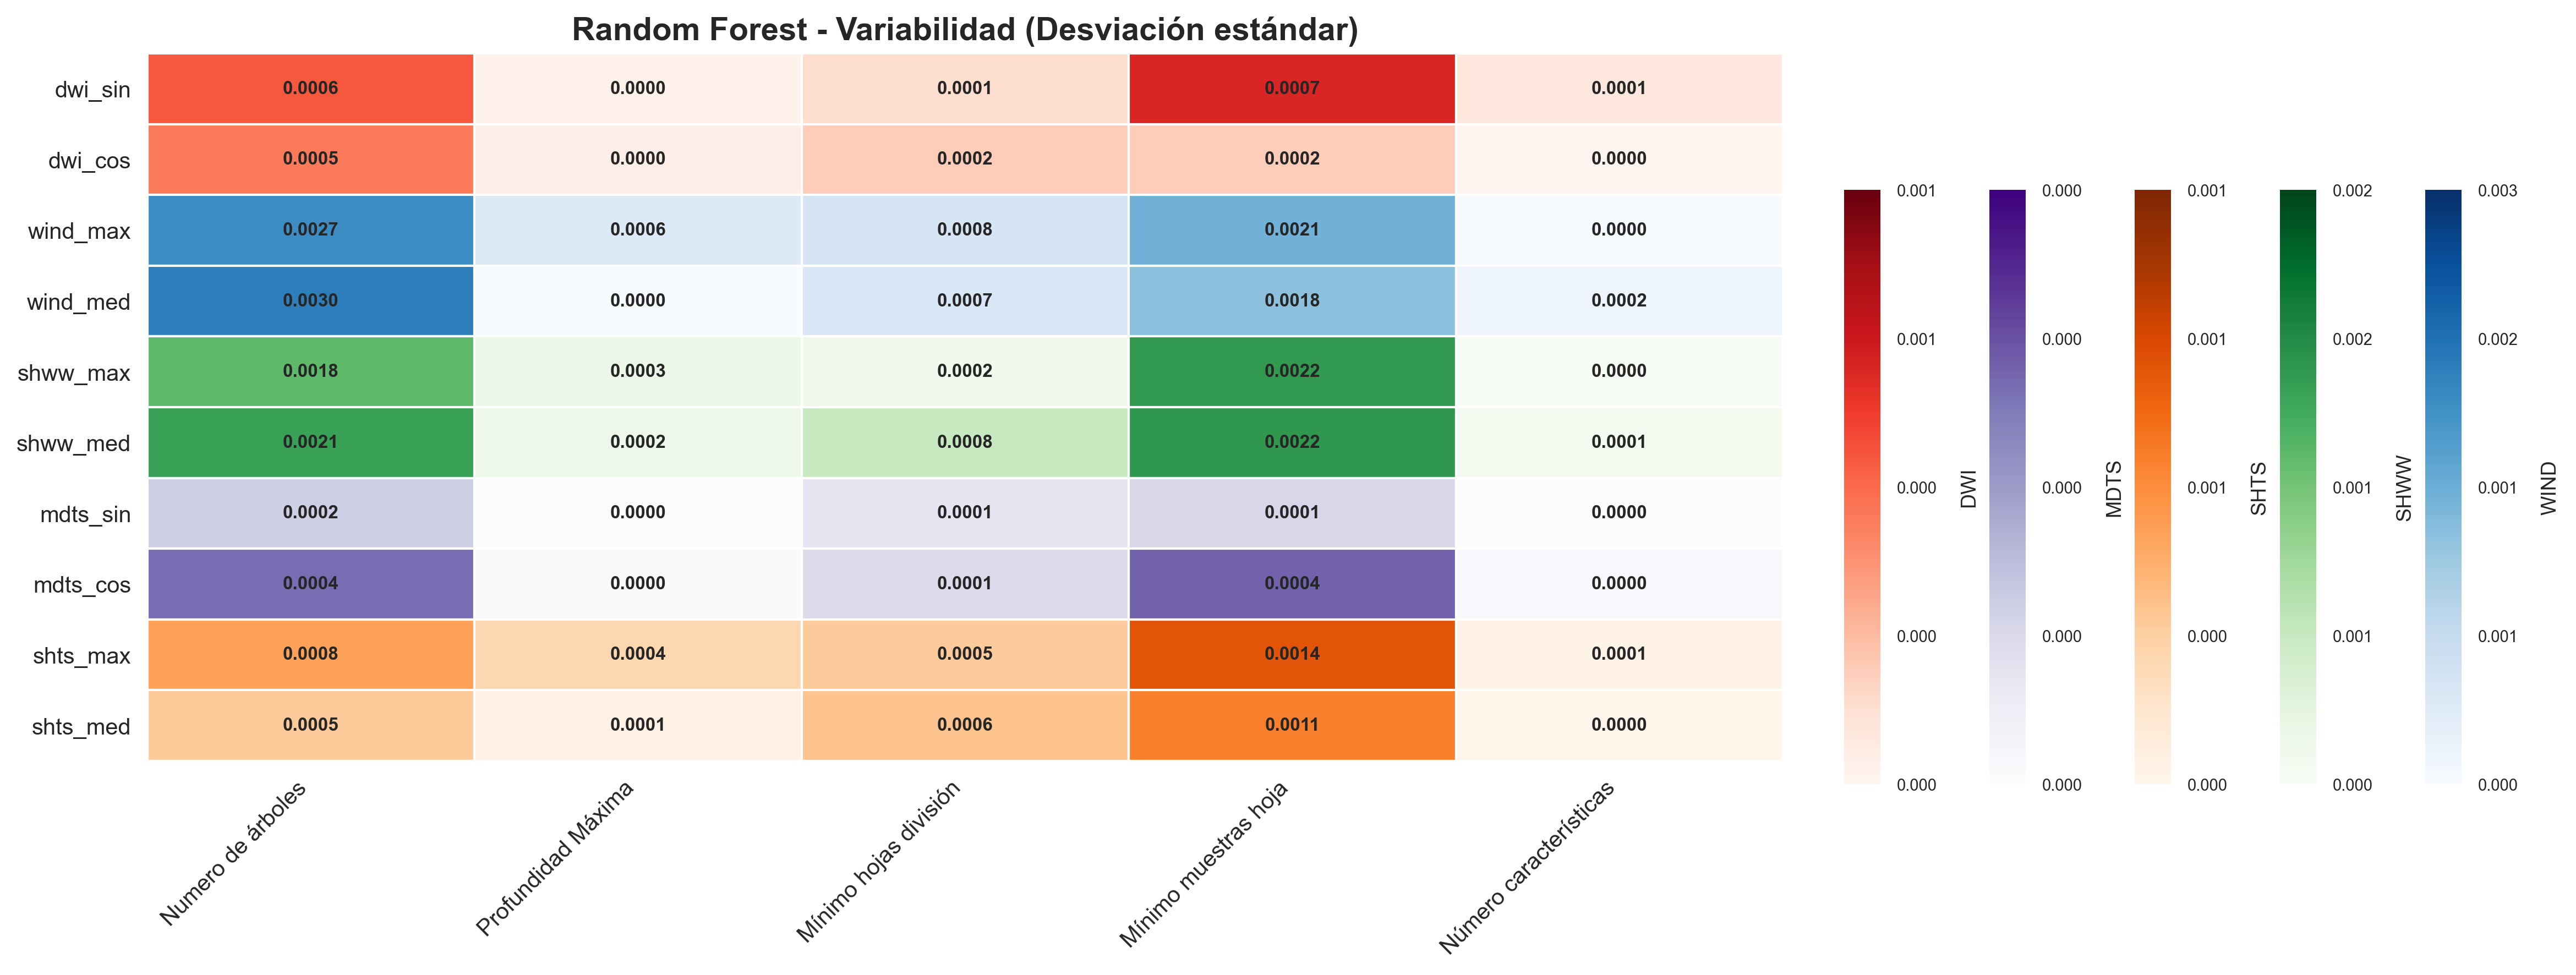 Random Forest - Variabilidad (Desviación estándar)
dwi_sin 0.0006 0.0000 0.0001 0.0007 0.0001
dwi_cos 0.0005 0.0000 0.0002 0.0002 0.0000
wind_max 0.0027 0.0006 0.0008 0.0021 0.0000
wind_med 0.0030 0.0000 0.0007 0.0018 0.0002
shww_max 0.0018 0.0003 0.0002 0.0022 0.0000
shww_med 0.0021 0.0002 0.0008 0.0022 0.0001
mdts_sin 0.0002 0.0000 0.0001 0.0001 0.0000
mdts_cos 0.0004 0.0000 0.0001 0.0004 0.0000
shts_max 0.0008 0.0004 0.0005 0.0014 0.0001
shts_med 0.0005 0.0001 0.0006 0.0011 0.0000
Numero de árboles
Profundidad Máxima
Mínimo hojas división
Mínimo muestras hoja
Número características
0.001 0.000 0.001 0.002 0.003
0.001 0.000 0.001 0.002 0.002
0.000 0.000 0.001 0.001 0.001
0.000 0.000 0.000 0.001 0.001
0.000 0.000 0.000 0.000 0.000
DWI
MDTS
SHTS
SHWW
WIND